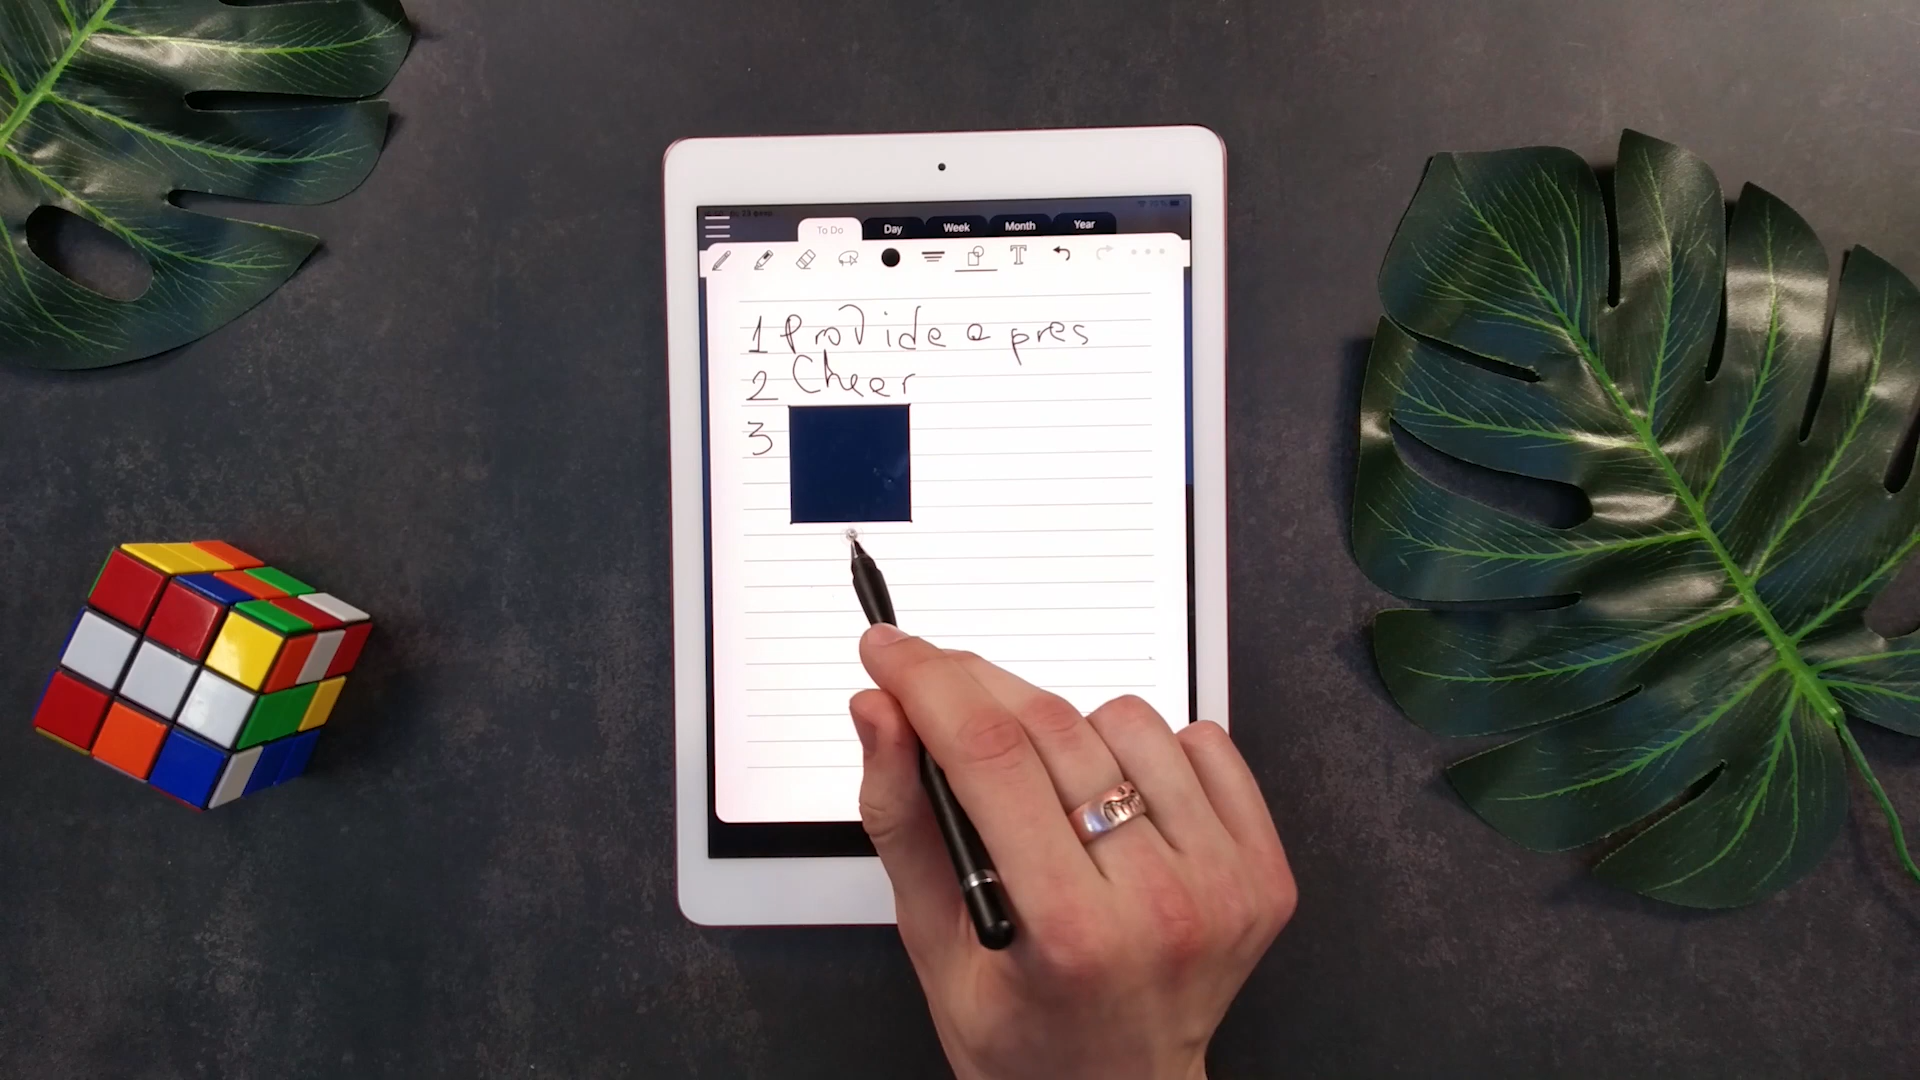 To Do Day Week Month Year
T
1 Provide a pres
2 Cheer
3